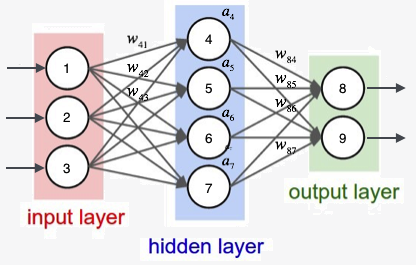 a₄
w₄₁
4
w₈₄
1
w₄₂
a₅
w₈₅
5
8
w₄₃
w₈₆
2
a₆
6
9
w₈₇
3
a₇
7
output layer
input layer
hidden layer